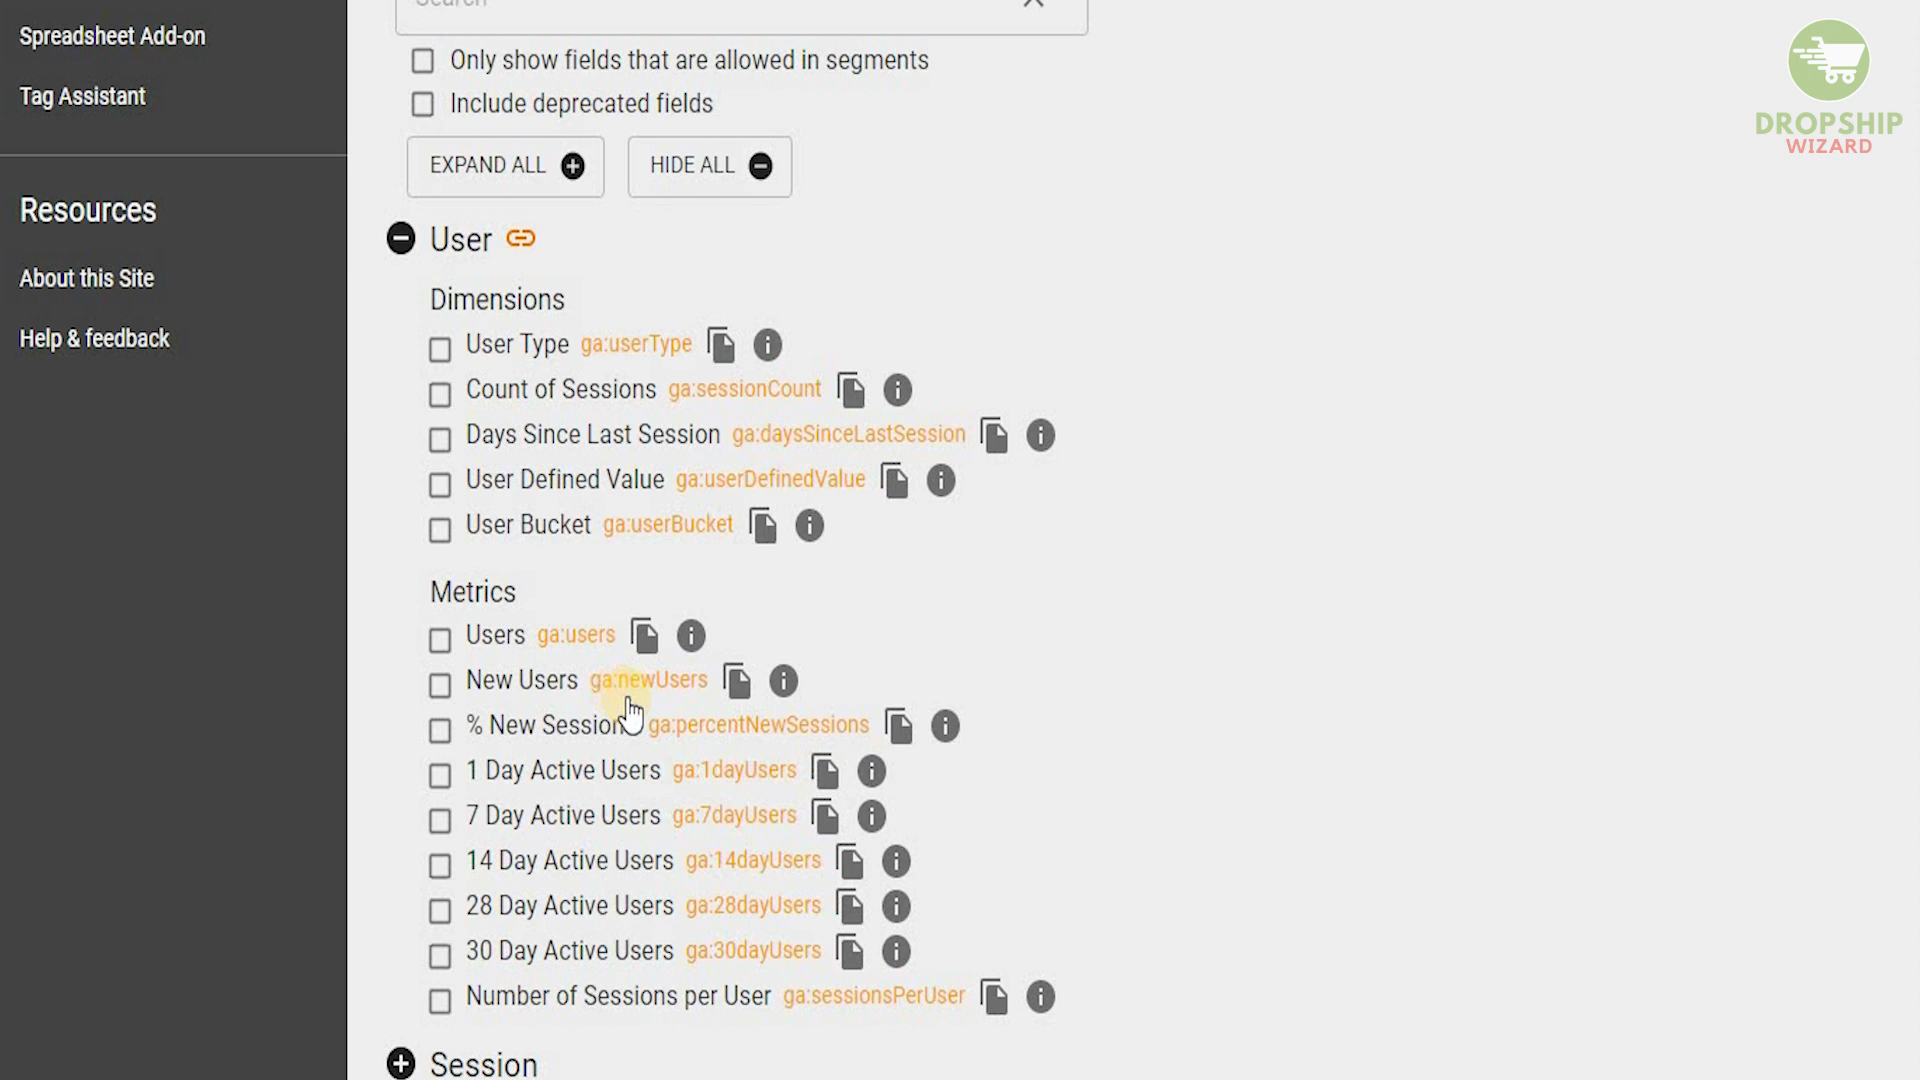 Spreadsheet Add-on
Tag Assistant
Resources
About this Site
Help & feedback
Search
Only show fields that are allowed in segments
Include deprecated fields
EXPAND ALL
HIDE ALL
User
Dimensions
User Type ga:userType
Count of Sessions ga:sessionCount
Days Since Last Session ga:daysSinceLastSession
User Defined Value ga:userDefinedValue
User Bucket ga:userBucket
Metrics
Users ga:users
New Users ga:newUsers
% New Sessions ga:percentNewSessions
1 Day Active Users ga:1dayUsers
7 Day Active Users ga:7dayUsers
14 Day Active Users ga:14dayUsers
28 Day Active Users ga:28dayUsers
30 Day Active Users ga:30dayUsers
Number of Sessions per User ga:sessionsPerUser
Session
DROPSHIP
WIZARD